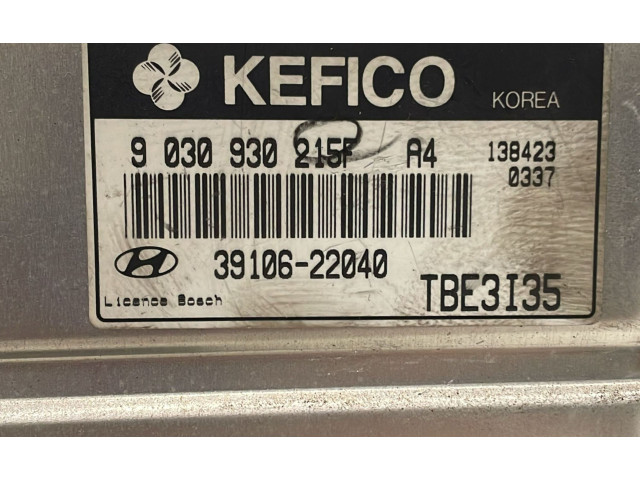 KEFICO KOREA
9 030 930 215F A4 138423
0337
39106-22040
TBE3I35
Licence Bosch